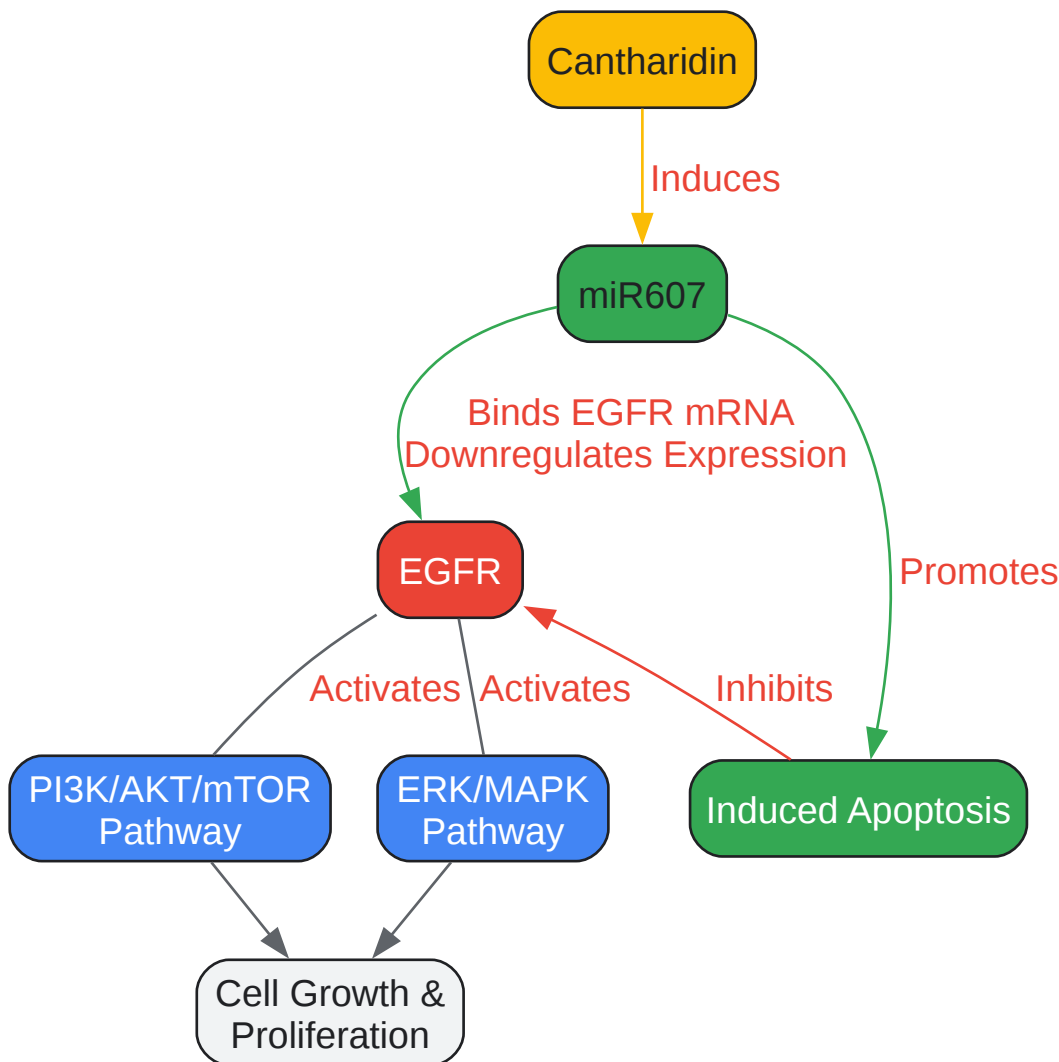 Cantharidin
Induces
miR607
Binds EGFR mRNA
Downregulates Expression
EGFR
Promotes
Activates
Activates
Inhibits
PI3K/AKT/mTOR
Pathway
ERK/MAPK
Pathway
Induced Apoptosis
Cell Growth &
Proliferation